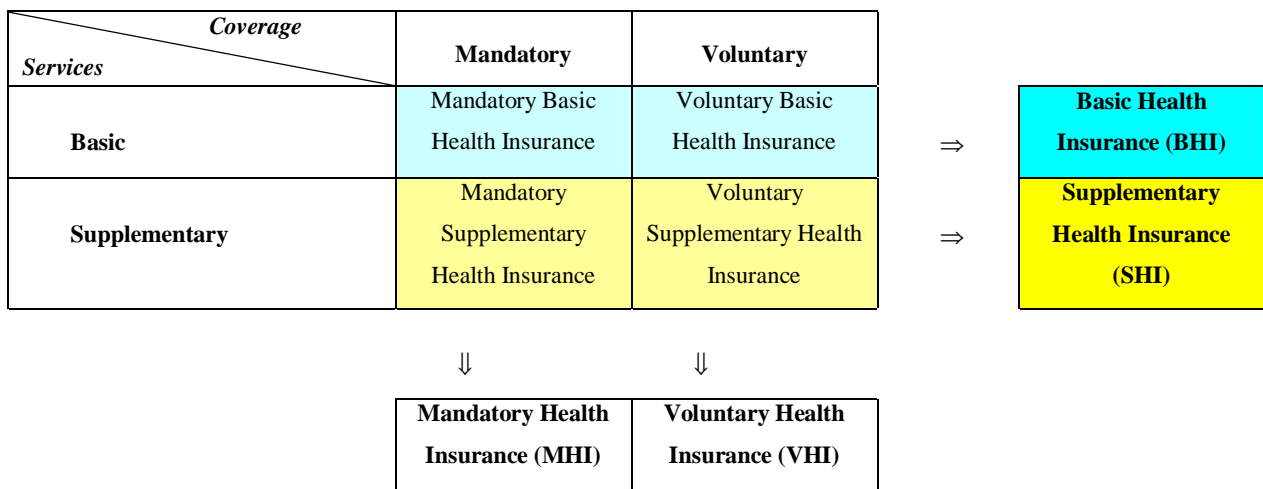 Coverage
Services
Mandatory
Voluntary
Basic
Mandatory Basic
Health Insurance
Voluntary Basic
Health Insurance
⇒
Basic Health
Insurance (BHI)
Supplementary
Mandatory
Supplementary
Health Insurance
Voluntary
Supplementary Health
Insurance
⇒
Supplementary
Health Insurance
(SHI)
⇓
⇓
Mandatory Health
Insurance (MHI)
Voluntary Health
Insurance (VHI)